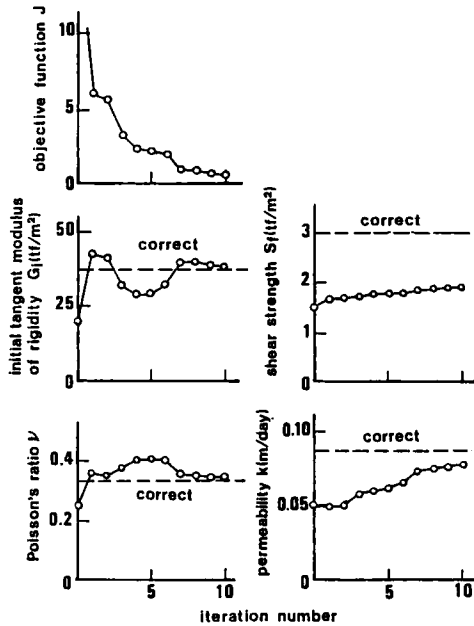 objective function J
10
5
0
initial tangent modulus
of rigidity Gi(tf/m²)
50
25
0
correct
shear strength Sf(tf/m²)
3
2
1
0
correct
Poisson's ratio ν
0.4
0.2
0
correct
5
10
permeability k(m/day)
0.10
0.05
0
correct
5
10
iteration number